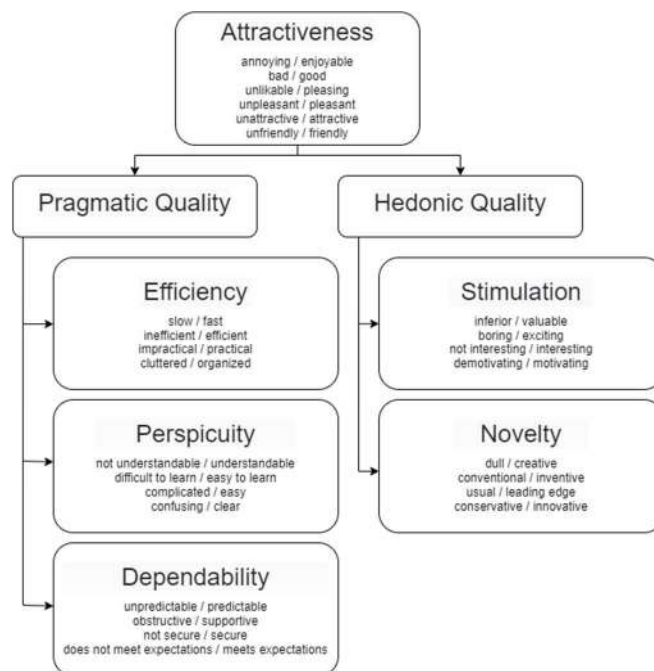 Attractiveness
annoying / enjoyable
bad / good
unlikable / pleasing
unpleasant / pleasant
unattractive / attractive
unfriendly / friendly
Pragmatic Quality
Hedonic Quality
Efficiency
slow / fast
inefficient / efficient
impractical / practical
cluttered / organized
Stimulation
inferior / valuable
boring / exciting
not interesting / interesting
demotivating / motivating
Perspicuity
not understandable / understandable
difficult to learn / easy to learn
complicated / easy
confusing / clear
Novelty
dull / creative
conventional / inventive
usual / leading edge
conservative / innovative
Dependability
unpredictable / predictable
obstructive / supportive
not secure / secure
does not meet expectations / meets expectations